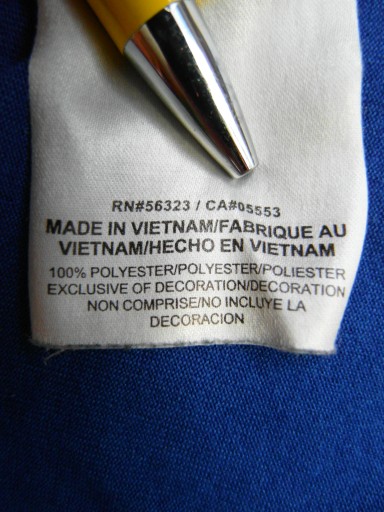 RN#56323 / CA#05553
MADE IN VIETNAM/FABRIQUE AU
VIETNAM/HECHO EN VIETNAM
100% POLYESTER/POLYESTER/POLIESTER
EXCLUSIVE OF DECORATION/DECORATION
NON COMPRISE/NO INCLUYE LA
DECORACION